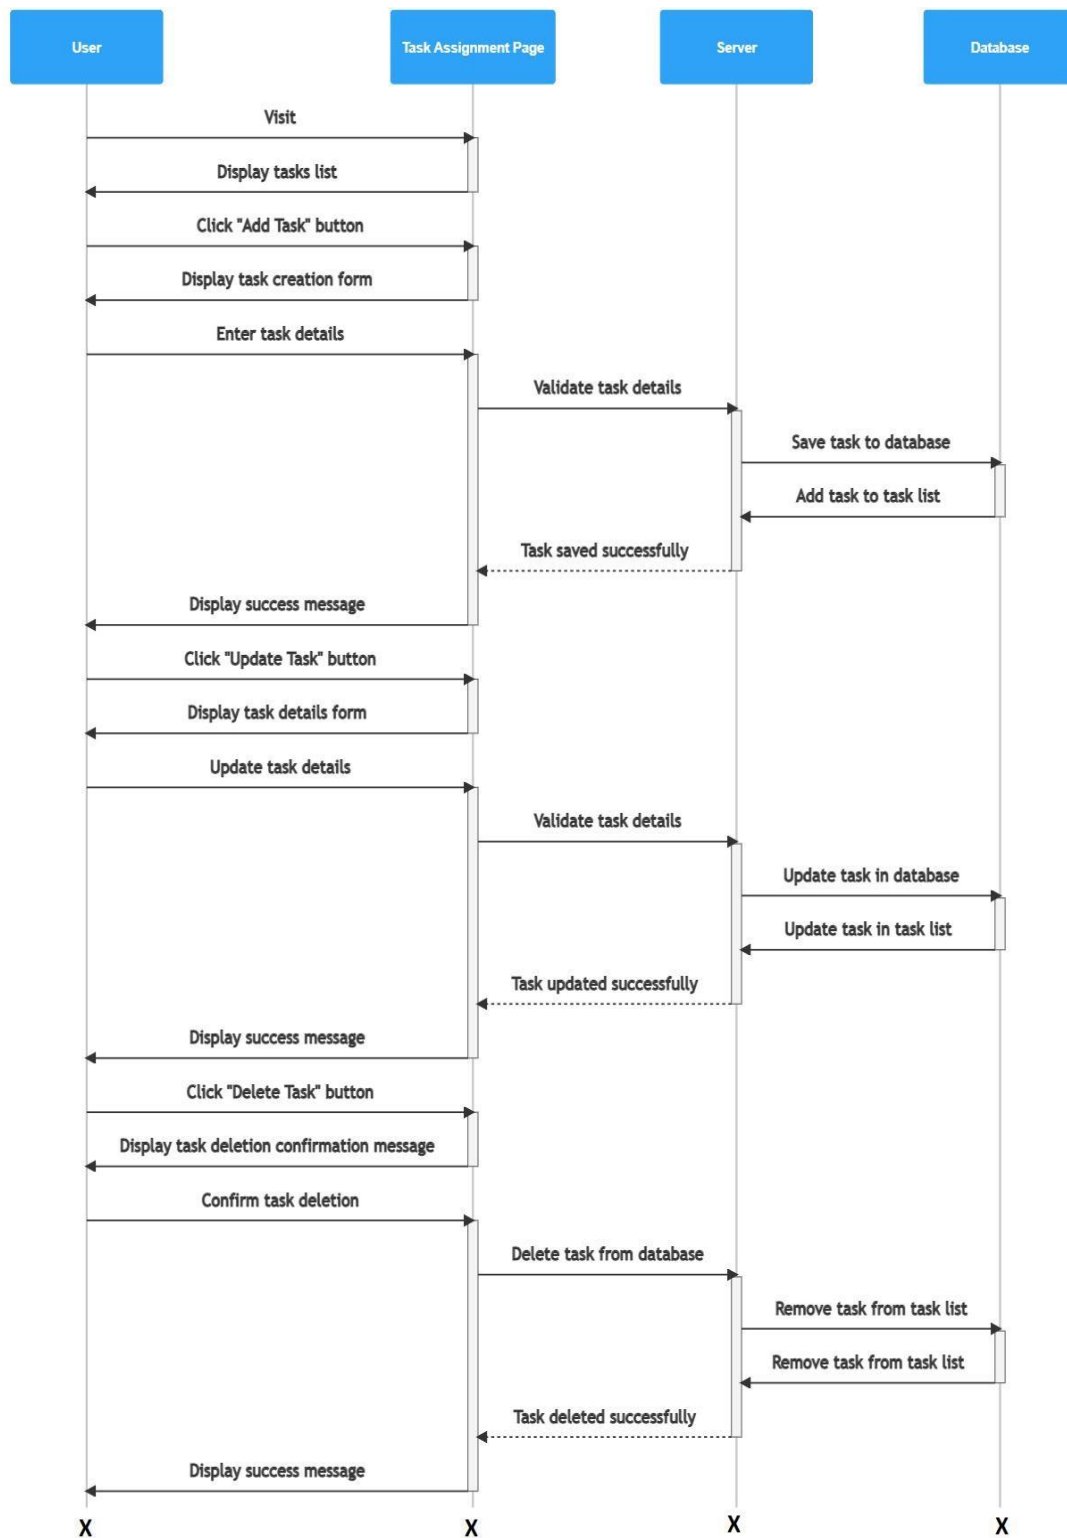 User
Task Assignment Page
Server
Database
Visit
Display tasks list
Click "Add Task" button
Display task creation form
Enter task details
Validate task details
Save task to database
Add task to task list
Task saved successfully
Display success message
Click "Update Task" button
Display task details form
Update task details
Validate task details
Update task in database
Update task in task list
Task updated successfully
Display success message
Click "Delete Task" button
Display task deletion confirmation message
Confirm task deletion
Delete task from database
Remove task from task list
Remove task from task list
Task deleted successfully
Display success message
X
X
X
X